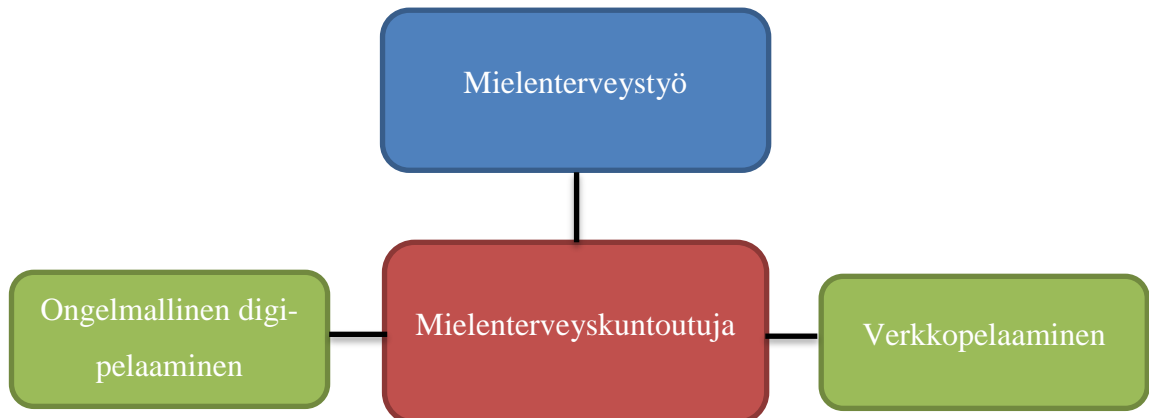 Mielenterveystyö
Ongelmallinen digi-
pelaaminen
Mielenterveyskuntoutuja
Verkkopelaaminen